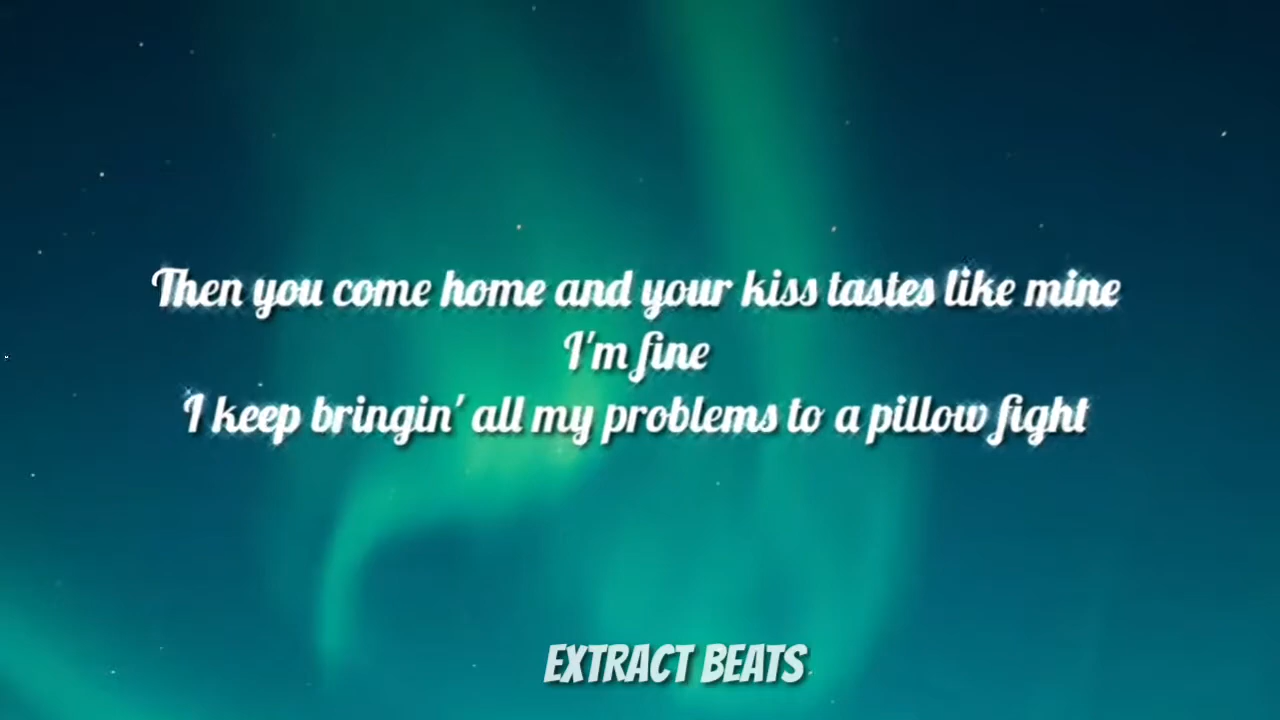 Then you come home and your kiss tastes like mine
I'm fine
I keep bringin' all my problems to a pillow fight
EXTRACT BEATS